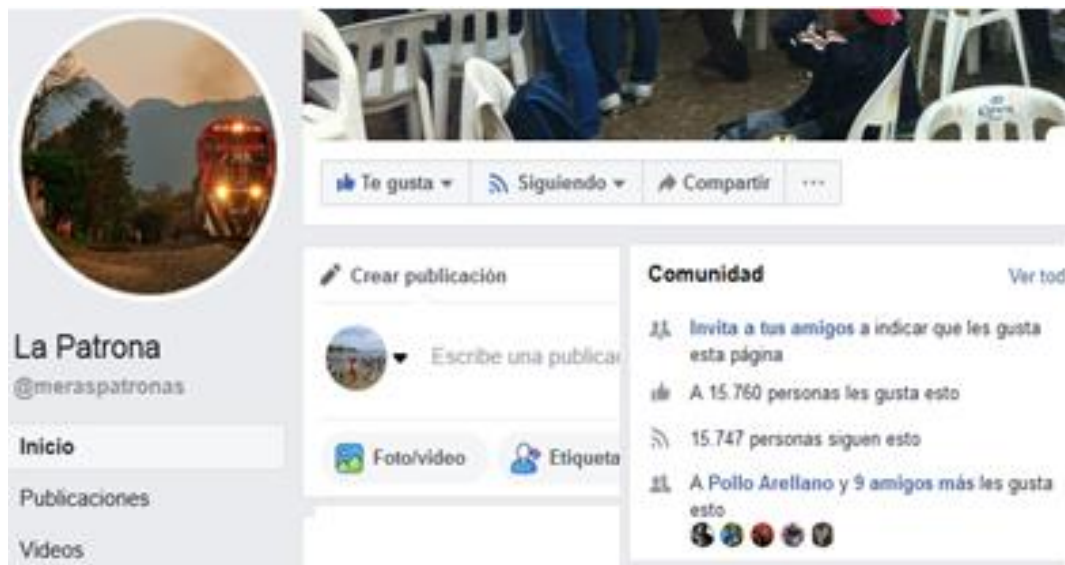 Te gusta
Siguiendo
Compartir
La Patrona
@meraspatronas
Inicio
Publicaciones
Videos
Crear publicación
Escribe una publica
Foto/video
Etiqueta
Comunidad
Ver tod
Invita a tus amigos a indicar que les gusta
esta página
A 15.760 personas les gusta esto
15.747 personas siguen esto
A Pollo Arellano y 9 amigos más les gusta
esto